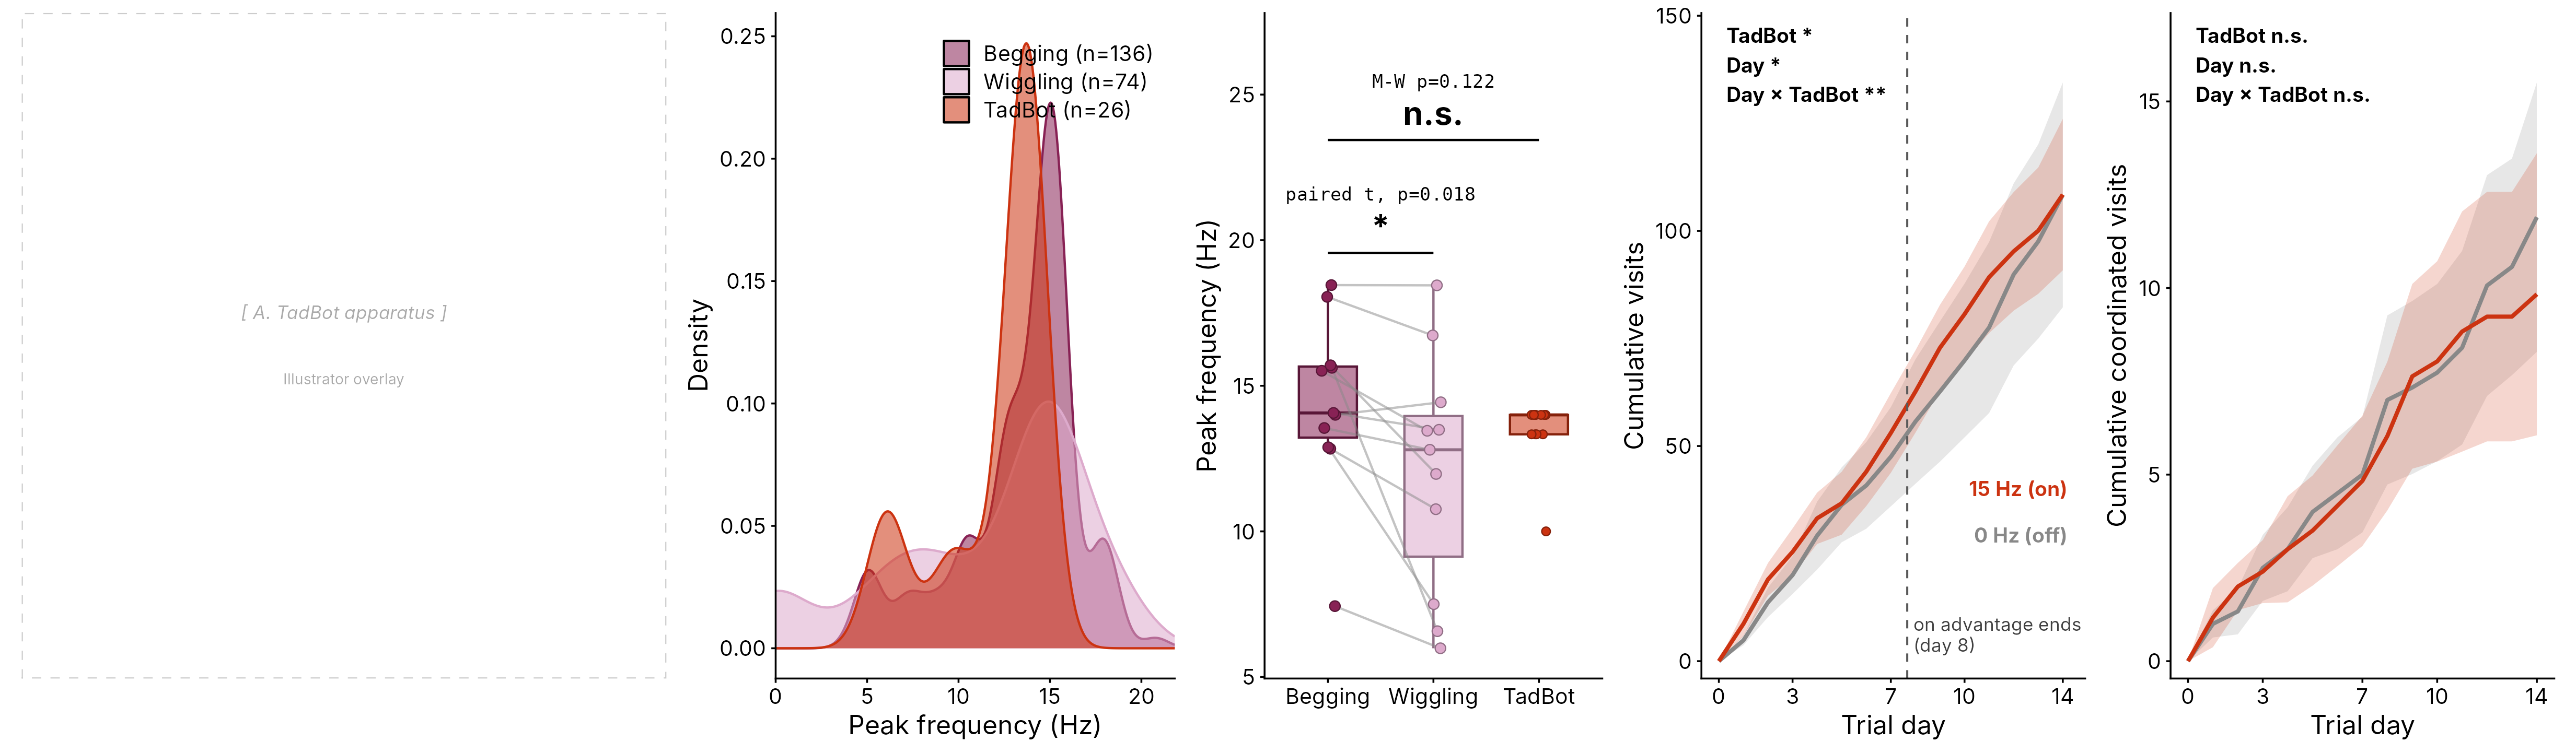 [ A. TadBot apparatus ]
Illustrator overlay
0.25
0.20
0.15
0.10
0.05
0.00
Density
Begging (n=136)
Wiggling (n=74)
TadBot (n=26)
0
5
10
15
20
Peak frequency (Hz)
25
20
15
10
5
Peak frequency (Hz)
M-W p=0.122
n.s.
paired t, p=0.018
*
Begging
Wiggling
TadBot
150
100
50
0
Cumulative visits
TadBot *
Day *
Day × TadBot **
15 Hz (on)
0 Hz (off)
on advantage ends
(day 8)
0
3
7
10
14
Trial day
15
10
5
0
Cumulative coordinated visits
TadBot n.s.
Day n.s.
Day × TadBot n.s.
0
3
7
10
14
Trial day